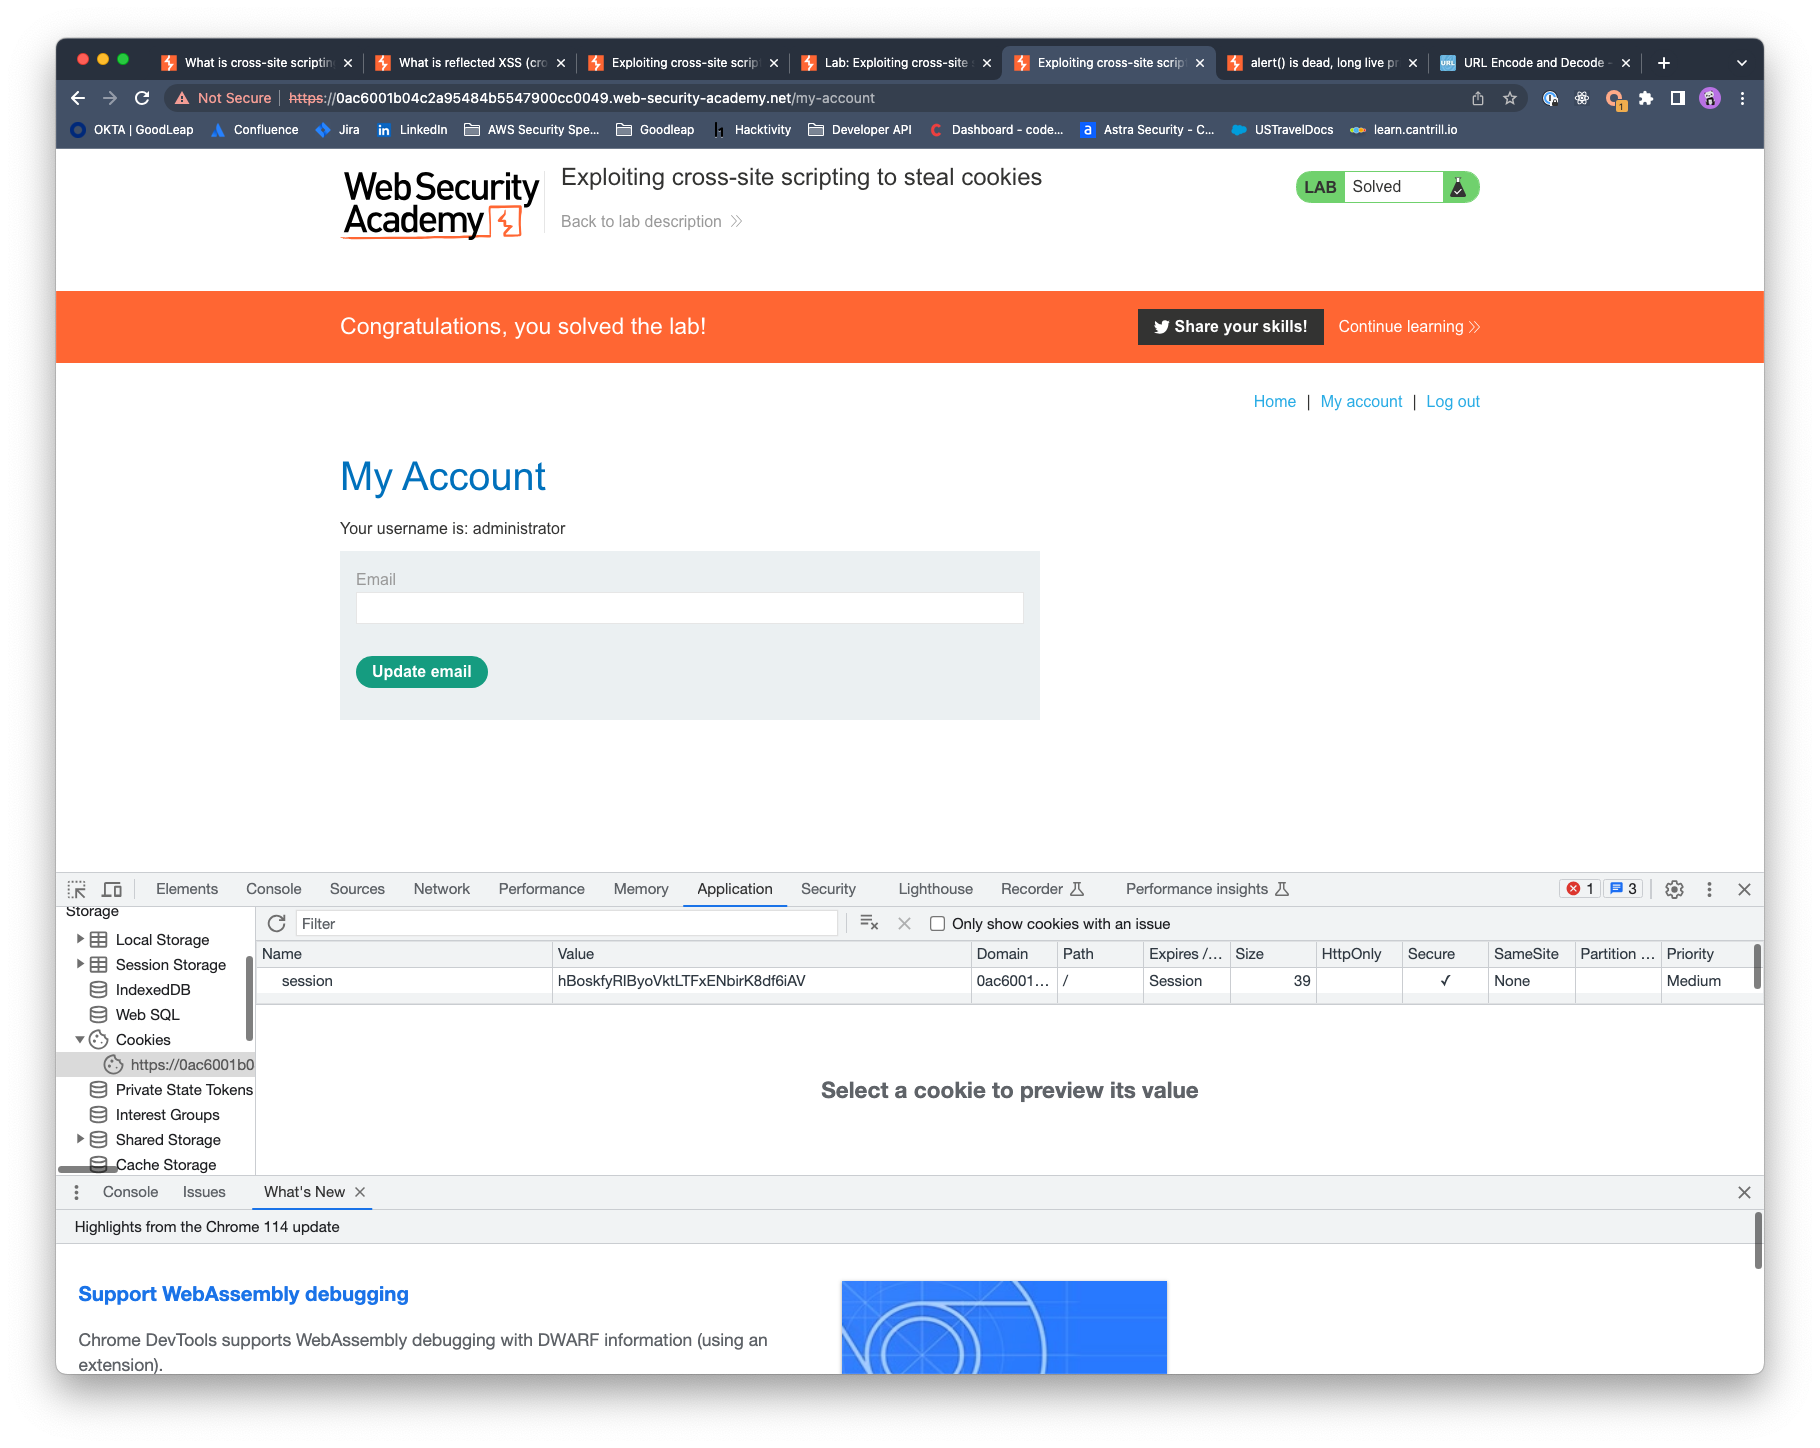 What is cross-site scriptin
What is reflected XSS (cro
Exploiting cross-site scrip
Lab: Exploiting cross-site
Exploiting cross-site scrip
alert() is dead, long live pr
URL Encode and Decode -
Not Secure
https://0ac6001b04c2a95484b5547900cc0049.web-security-academy.net/my-account
OKTA | GoodLeap
Confluence
Jira
LinkedIn
AWS Security Spe...
Goodleap
Hacktivity
Developer API
Dashboard - code...
Astra Security - C...
USTravelDocs
learn.cantrill.io
Web Security
Academy
Exploiting cross-site scripting to steal cookies
Back to lab description
LAB Solved
Congratulations, you solved the lab!
Share your skills!
Continue learning
Home | My account | Log out
My Account
Your username is: administrator
Email
Update email
Elements Console Sources Network Performance Memory Application Security Lighthouse Recorder Performance insights 1 3
Storage
Local Storage
Session Storage
IndexedDB
Web SQL
Cookies
https://0ac6001b0
Private State Tokens
Interest Groups
Shared Storage
Cache Storage
Filter
Only show cookies with an issue
Name Value Domain Path Expires /... Size HttpOnly Secure SameSite Partition ... Priority
session hBoskfyRlByoVktLTFxENbirK8df6iAV 0ac6001... / Session 39 ✓ None Medium
Select a cookie to preview its value
Console Issues What's New
Highlights from the Chrome 114 update
Support WebAssembly debugging
Chrome DevTools supports WebAssembly debugging with DWARF information (using an
extension).